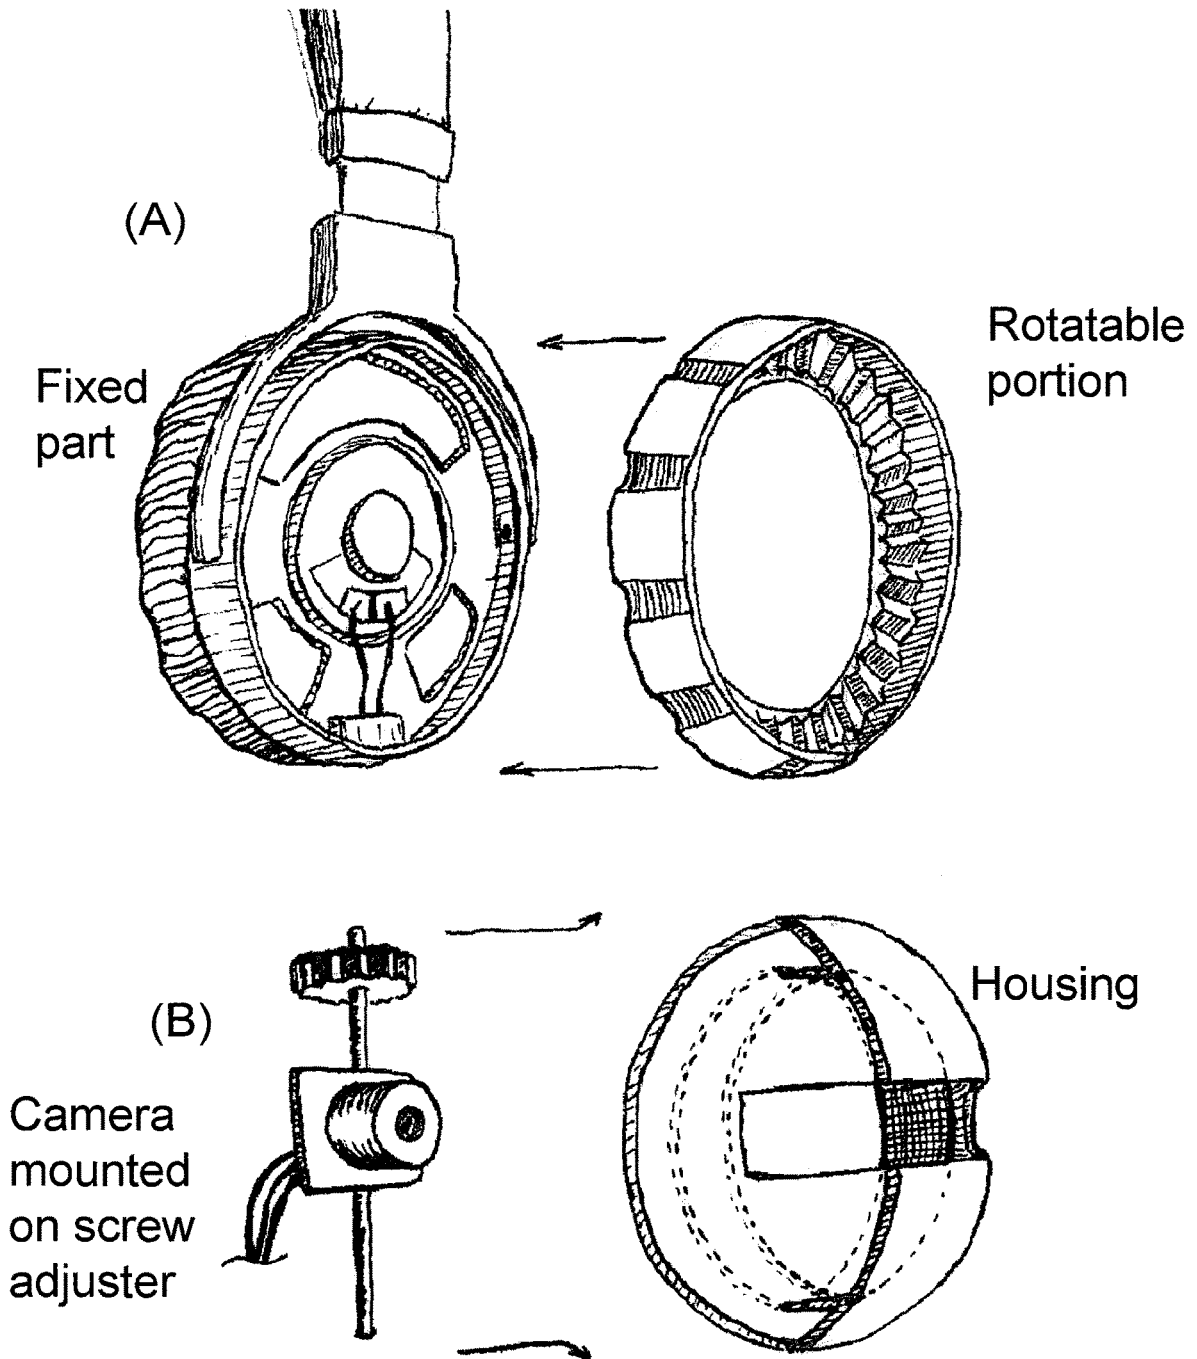 (A)
Rotatable
portion
Fixed
part
Housing
(B)
Camera
mounted
on screw
adjuster